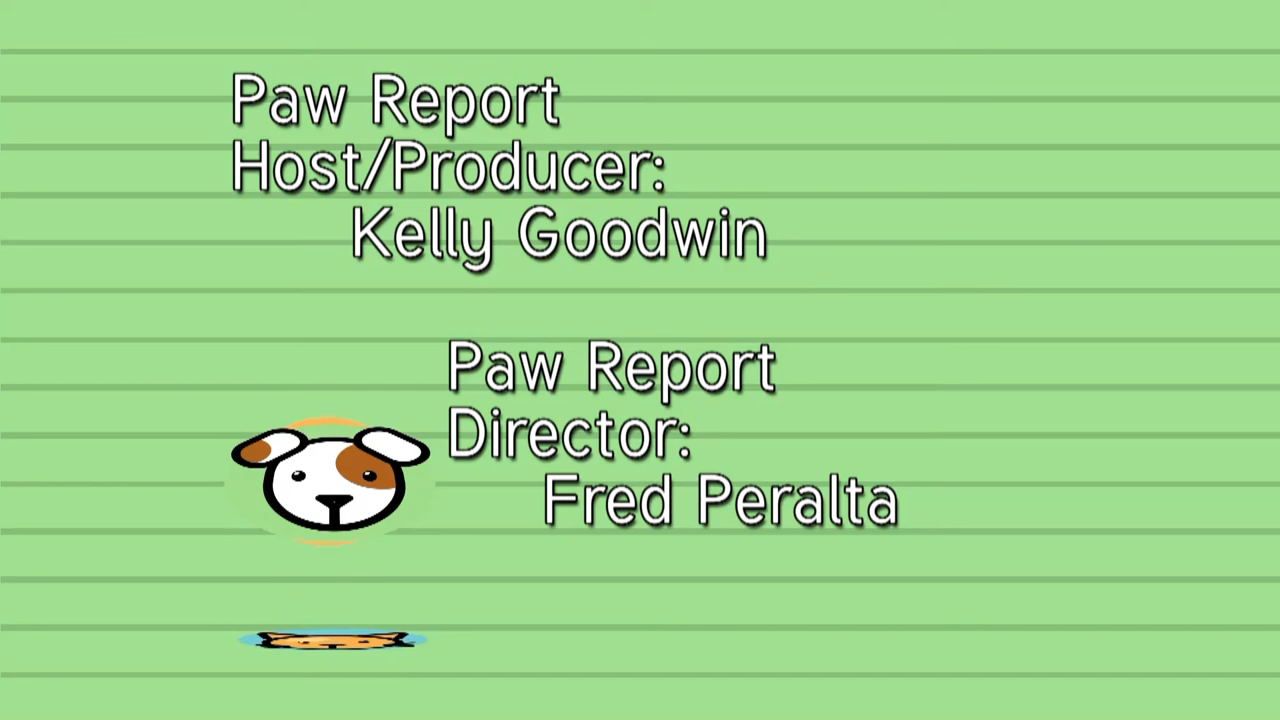 Paw Report
Host/Producer:
Kelly Goodwin
Paw Report
Director:
Fred Peralta